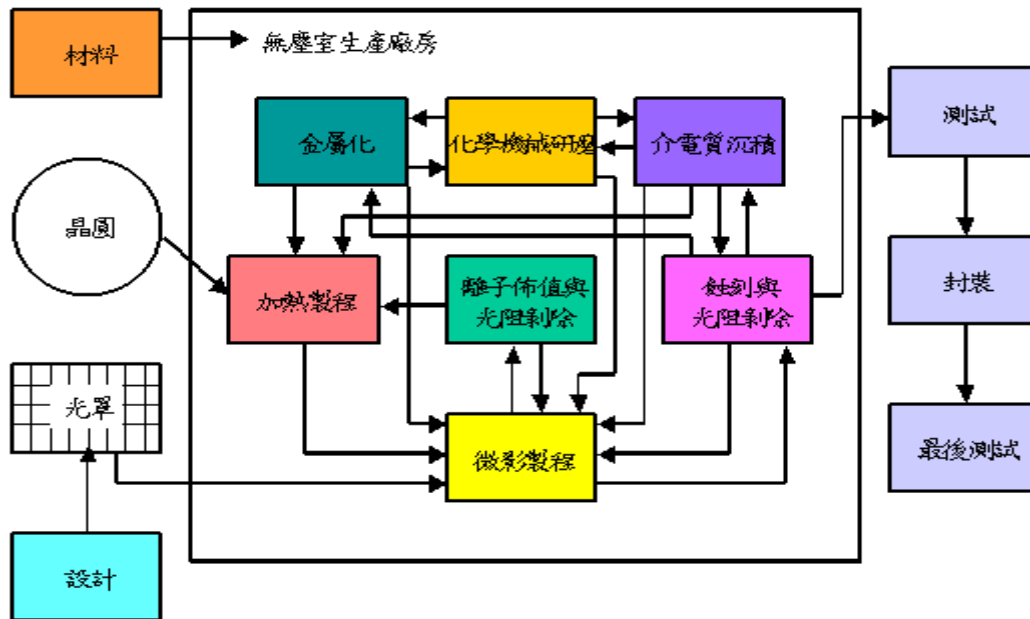 材料
無塵室生產廠房
測試
金屬化
化學機械研磨
介電質沉積
晶圓
加熱製程
離子佈值與
光阻剝除
蝕刻與
光阻剝除
封裝
光罩
微影製程
最後測試
設計